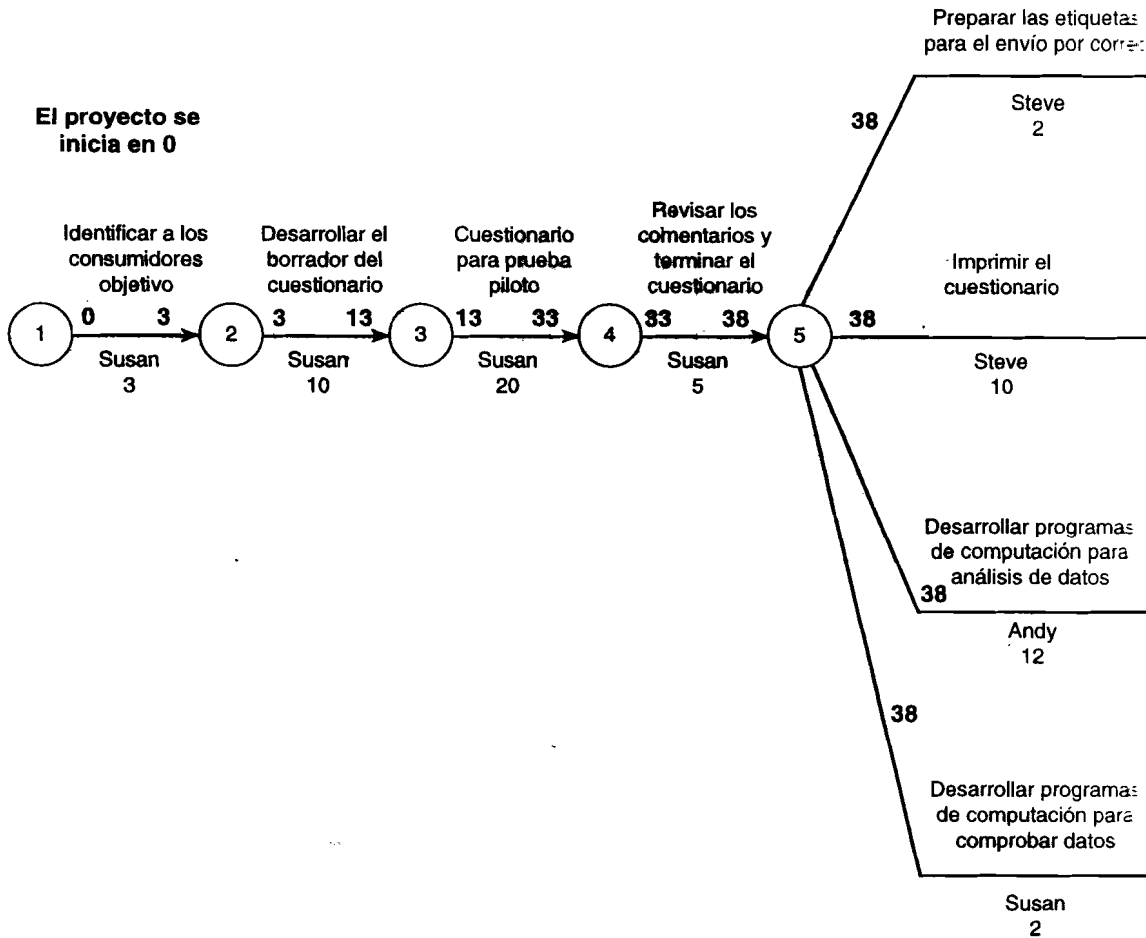 Preparar las etiquetas
para el envío por
Steve
2
38
El proyecto se
inicia en 0
Identificar a los
consumidores
objetivo
Desarrollar el
borrador del
cuestionario
Cuestionario
para prueba
piloto
Revisar los
comentarios y
terminar el
cuestionario
Imprimir el
cuestionario
1 0 3 2 3 13 3 13 33 4 33 38 5 38
Susan
3
Susan
10
Susan
20
Susan
5
Steve
10
Desarrollar programas
de computación para
análisis de datos
38
Andy
12
38
Desarrollar programas
de computación para
comprobar datos
Susan
2